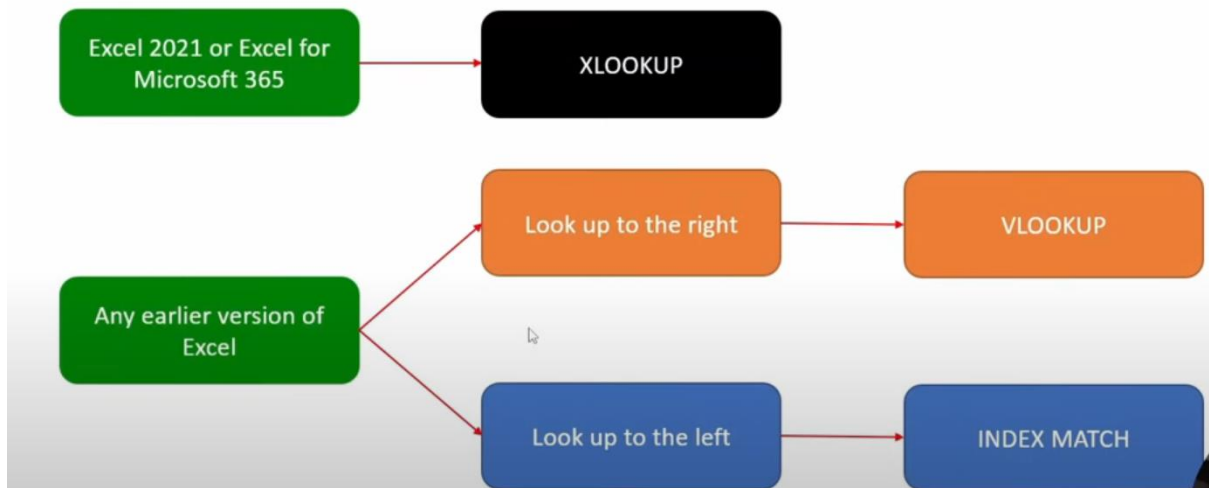 Excel 2021 or Excel for
Microsoft 365
XLOOKUP
Look up to the right
VLOOKUP
Any earlier version of
Excel
Look up to the left
INDEX MATCH